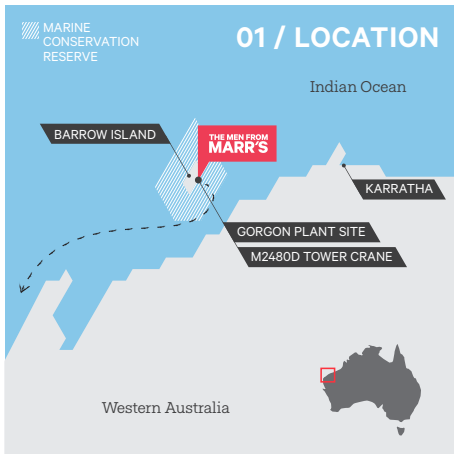 MARINE
CONSERVATION
RESERVE
01 / LOCATION
Indian Ocean
BARROW ISLAND
THE MEN FROM
MARR'S
KARRATHA
GORGON PLANT SITE
M2480D TOWER CRANE
Western Australia